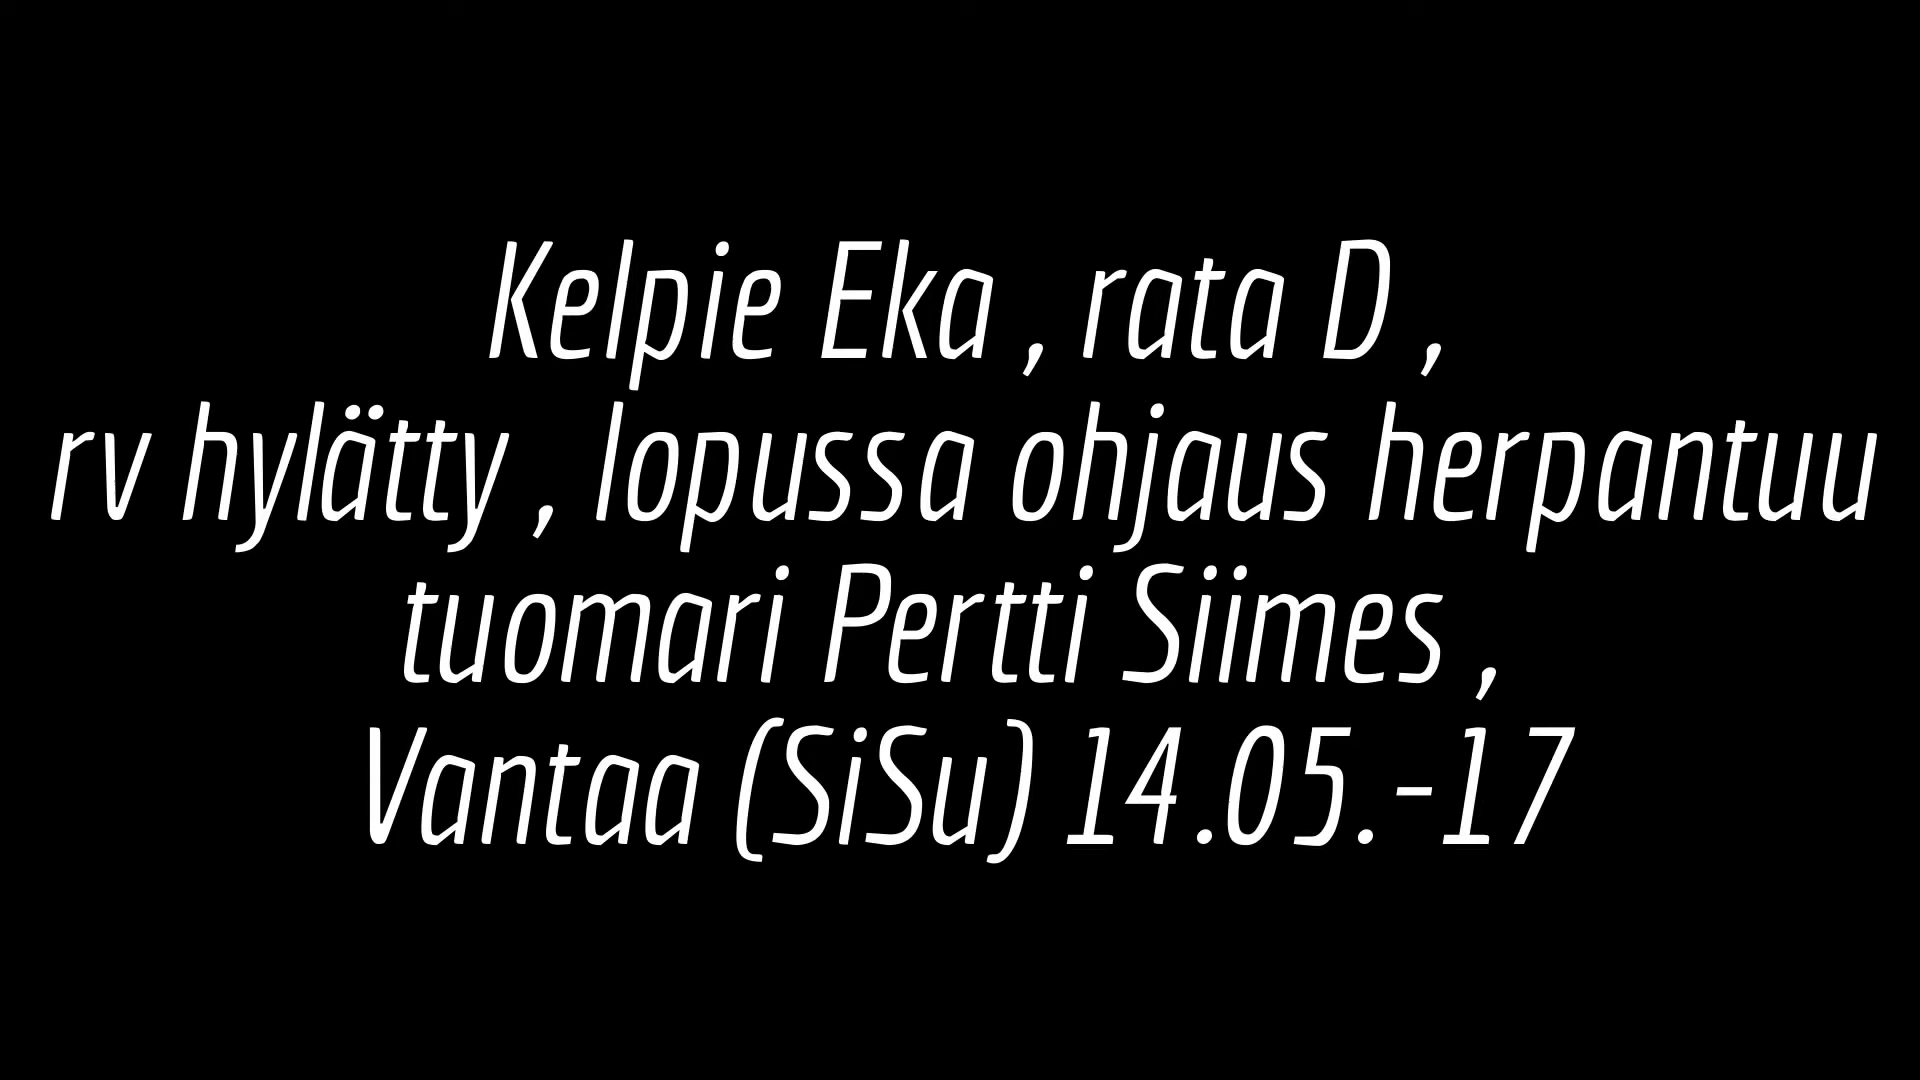 Kelpie Eka , rata D ,
rv hylätty , lopussa ohjaus herpantuu
tuomari Pertti Siimes ,
Vantaa (SiSu) 14.05.-17